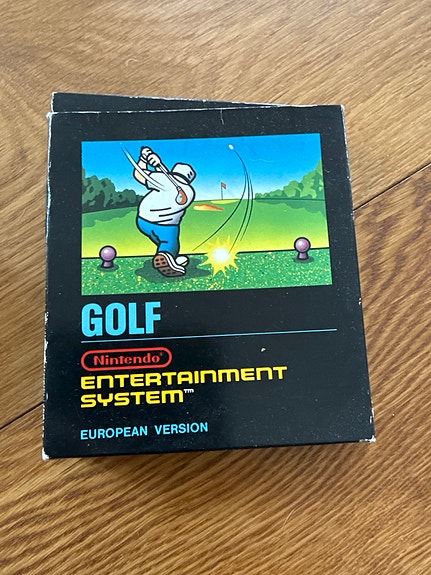 GOLF
Nintendo®
ENTERTAINMENT
SYSTEM™
EUROPEAN VERSION